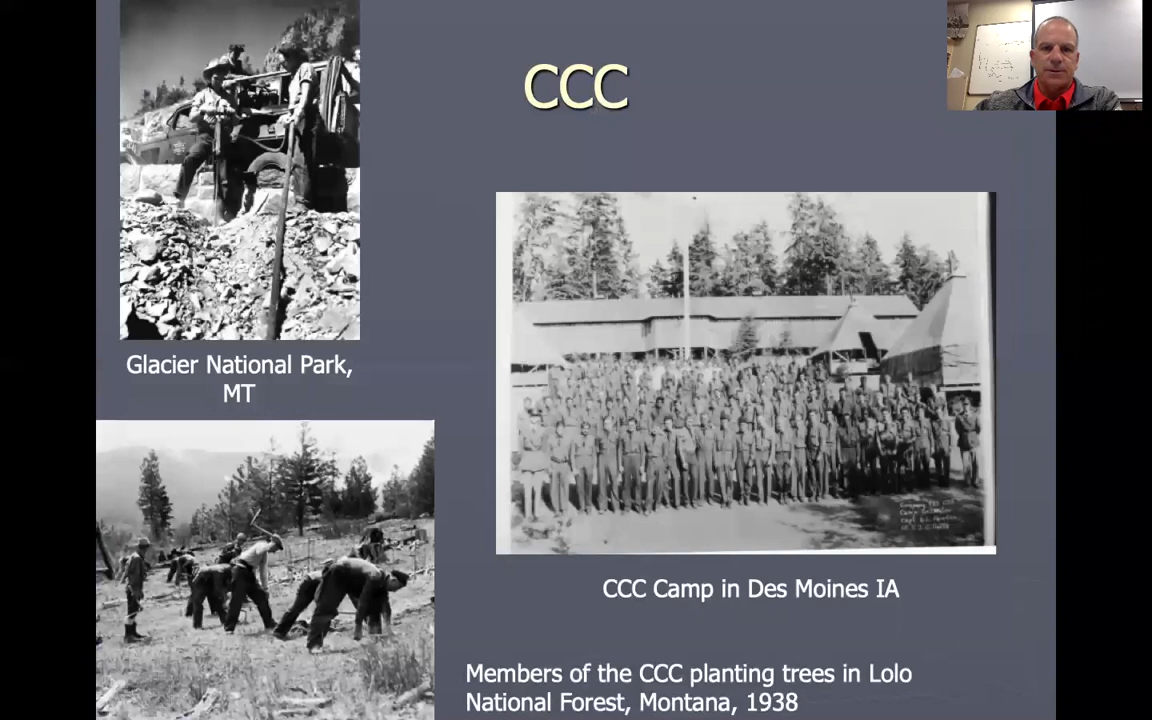 CCC
Glacier National Park,
MT
CCC Camp in Des Moines IA
Members of the CCC planting trees in Lolo
National Forest, Montana, 1938